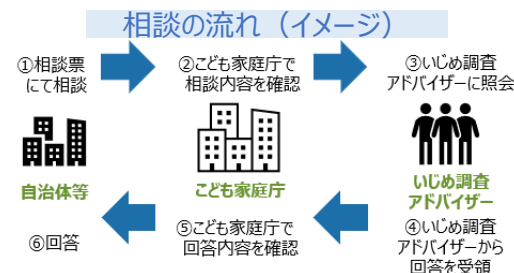 相談の流れ（イメージ）
①相談票
にて相談
②こども家庭庁で
相談内容を確認
③いじめ調査
アドバイザーに照会
自治体等
こども家庭庁
いじめ調査
アドバイザー
④いじめ調査
アドバイザーから
回答を受領
⑤こども家庭庁で
回答内容を確認
⑥回答